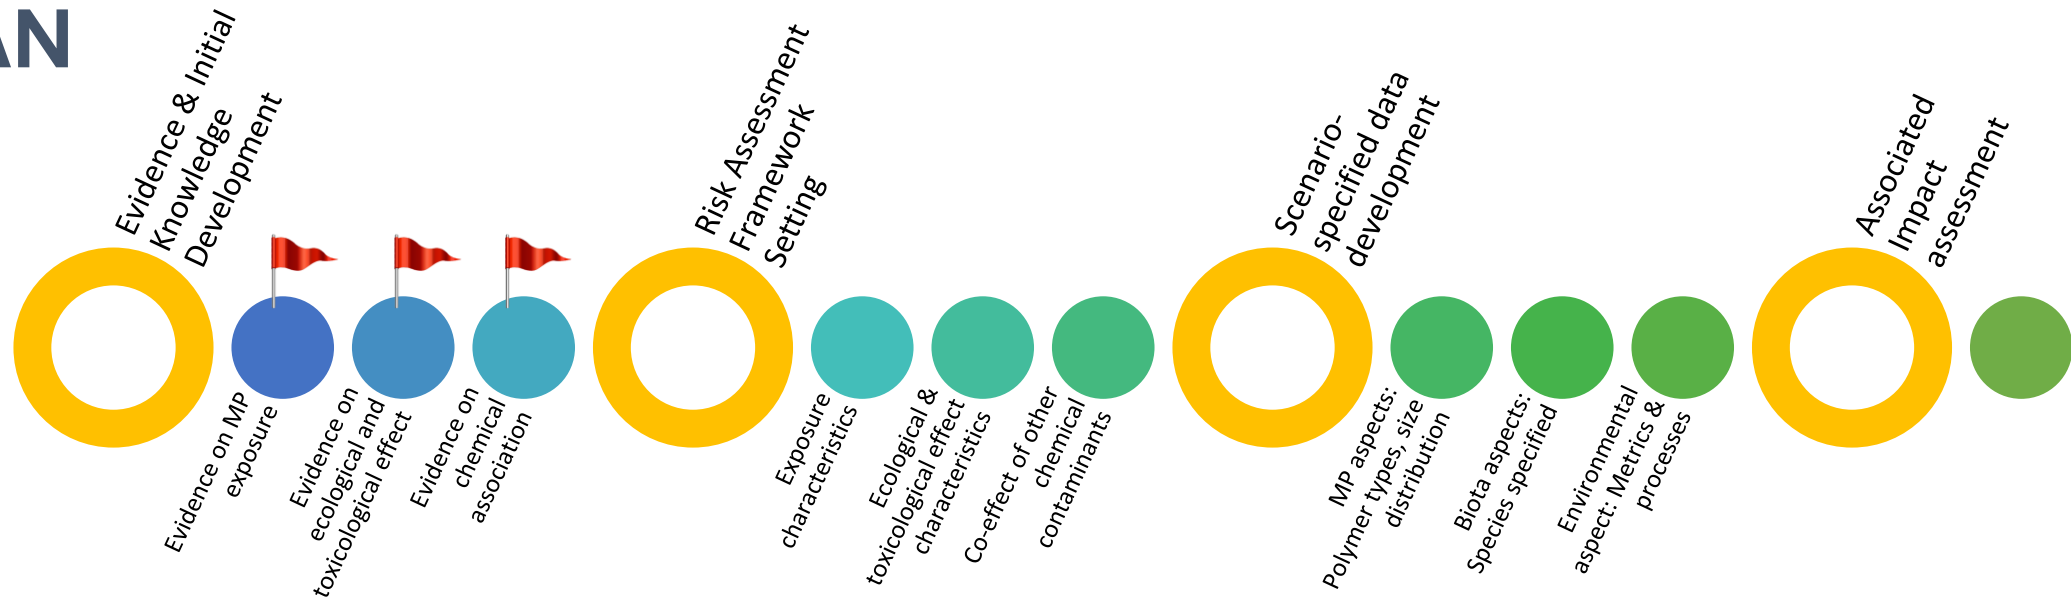 AN
Evidence & Initial
Knowledge
Development
Evidence on MP
exposure
Evidence on
ecological and
toxicological effect
Evidence on
chemical
association
Risk Assessment
Framework
Setting
Exposure
characteristics
Ecological &
toxicological effect
characteristics
Co-effect of other
chemical
contaminants
Scenario-
specified data
development
MP aspects:
Polymer types, size
distribution
Biota aspects:
Species specified
Environmental
aspect: Metrics &
processes
Associated
Impact
assessment